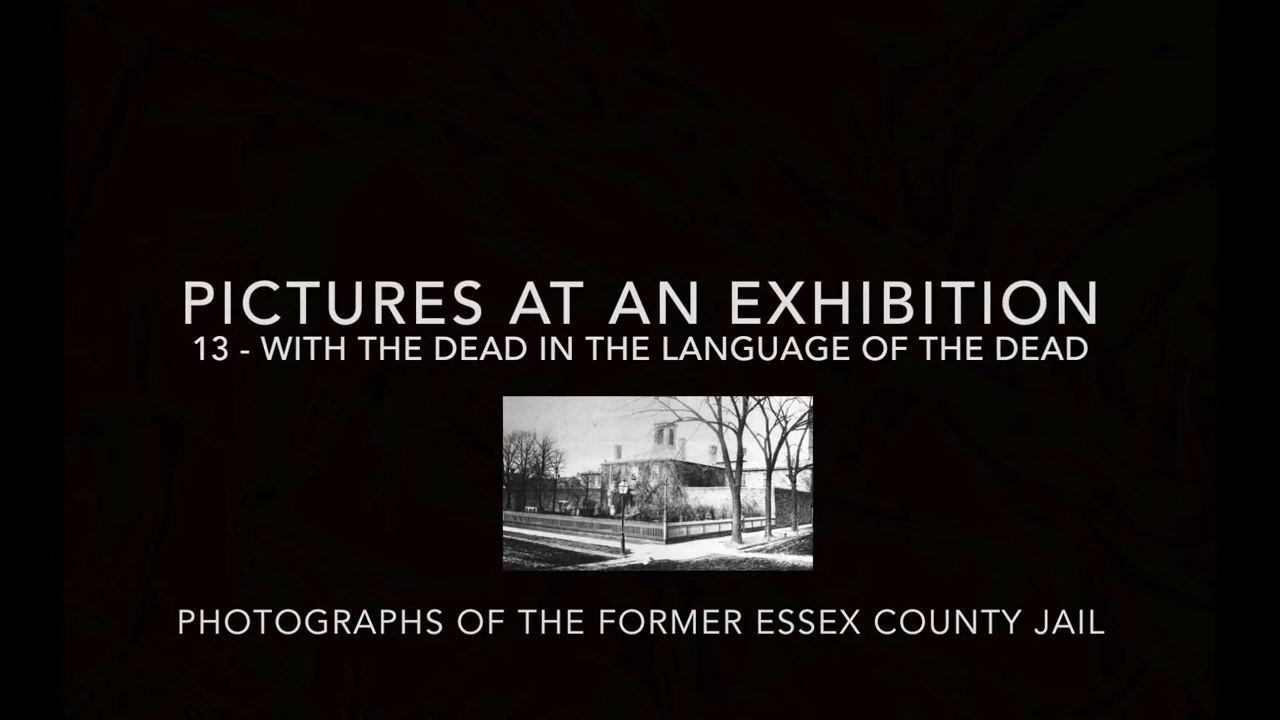 PICTURES AT AN EXHIBITION
13 - WITH THE DEAD IN THE LANGUAGE OF THE DEAD
PHOTOGRAPHS OF THE FORMER ESSEX COUNTY JAIL